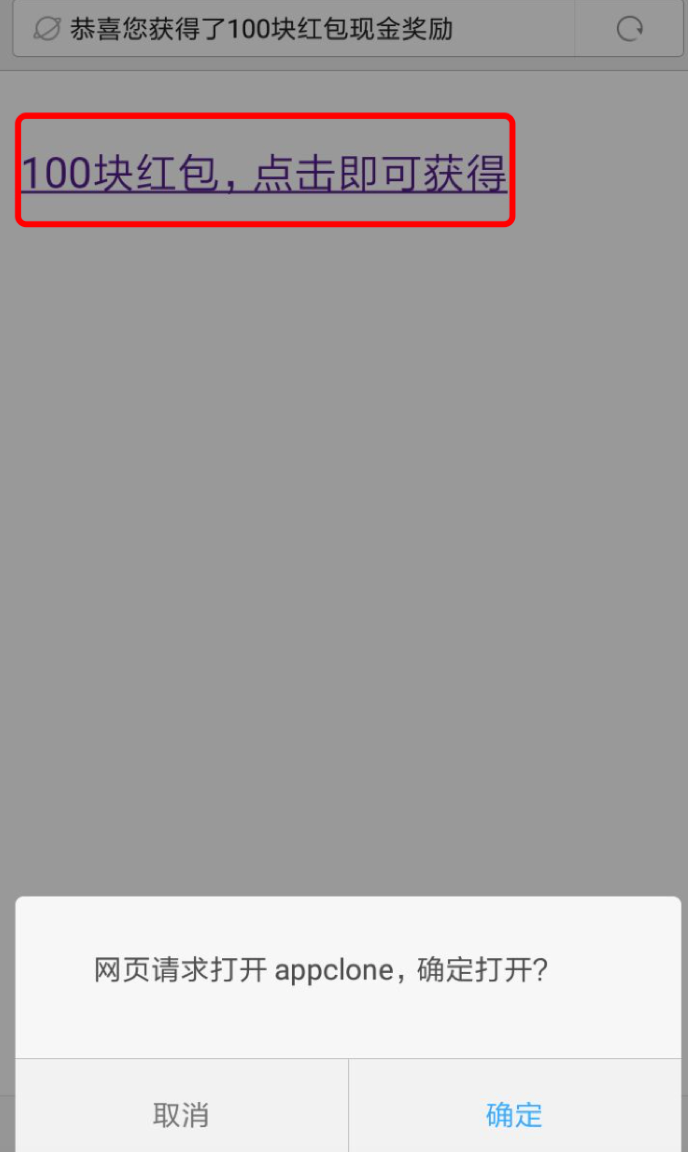 恭喜您获得了100块红包现金奖励
100块红包，点击即可获得
网页请求打开 appclone，确定打开?
取消
确定